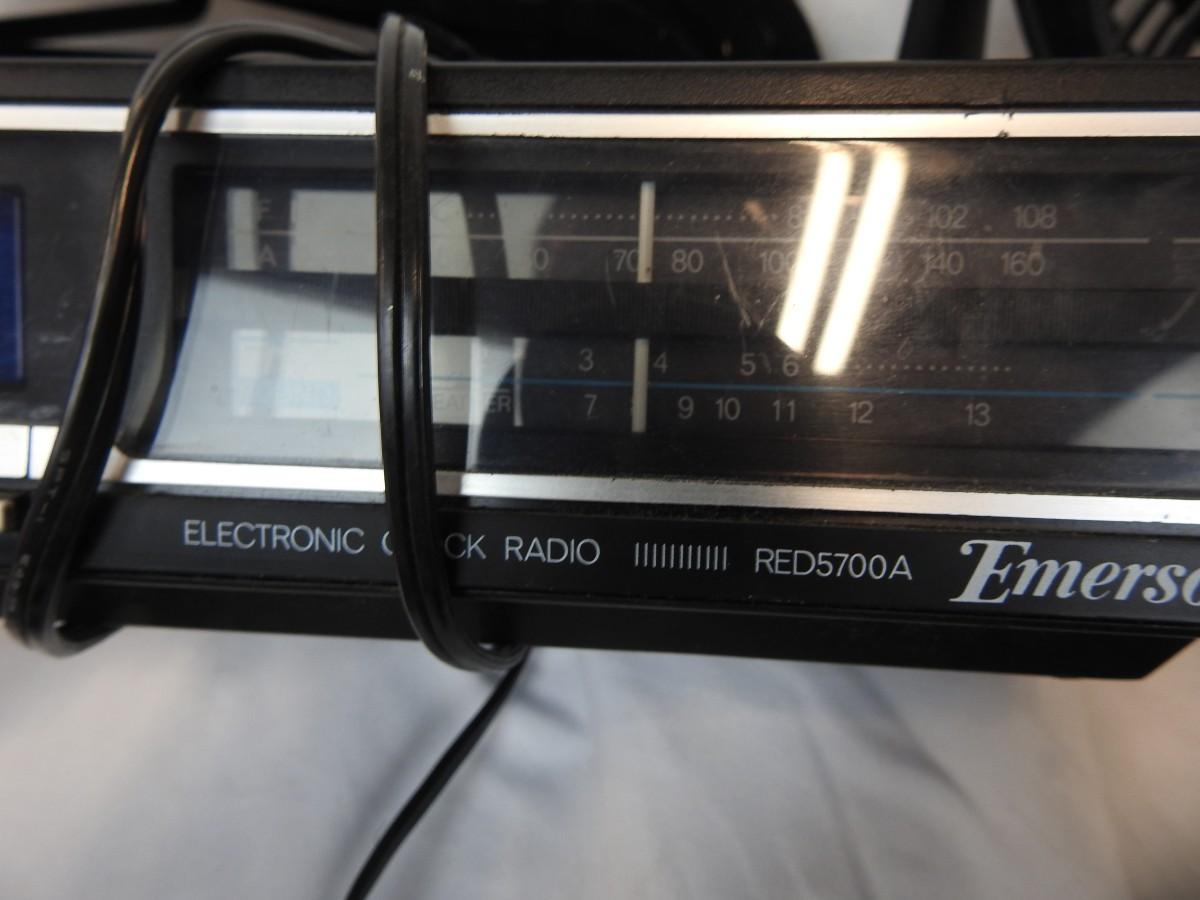 F 102 108
A 70 80 140 160
3 4 5 6
7 9 10 11 12 13
ELECTRONIC C CK RADIO RED5700A Emerso